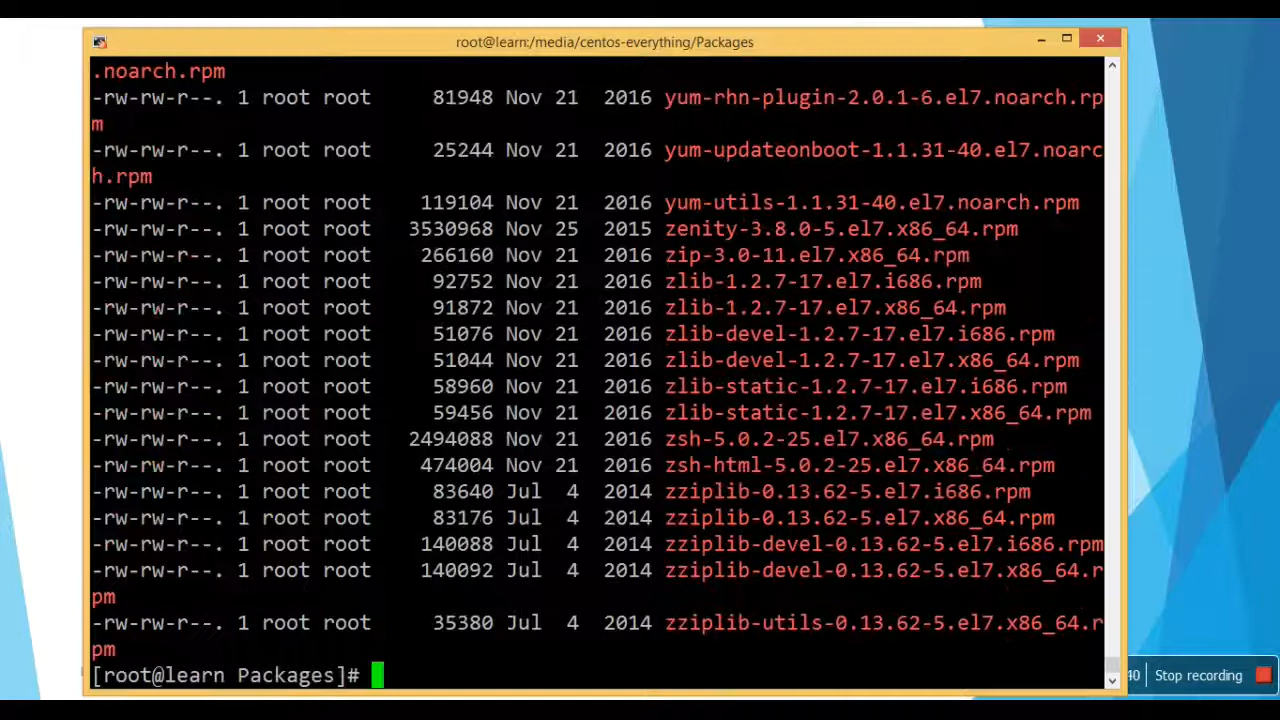 root@learn:/media/centos-everything/Packages
.noarch.rpm
-rw-rw-r--. 1 root root     81948 Nov 21  2016 yum-rhn-plugin-2.0.1-6.el7.noarch.rp
m
-rw-rw-r--. 1 root root     25244 Nov 21  2016 yum-updateonboot-1.1.31-40.el7.noarc
h.rpm
-rw-rw-r--. 1 root root    119104 Nov 21  2016 yum-utils-1.1.31-40.el7.noarch.rpm
-rw-rw-r--. 1 root root   3530968 Nov 25  2015 zenity-3.8.0-5.el7.x86_64.rpm
-rw-rw-r--. 1 root root    266160 Nov 21  2016 zip-3.0-11.el7.x86_64.rpm
-rw-rw-r--. 1 root root     92752 Nov 21  2016 zlib-1.2.7-17.el7.i686.rpm
-rw-rw-r--. 1 root root     91872 Nov 21  2016 zlib-1.2.7-17.el7.x86_64.rpm
-rw-rw-r--. 1 root root     51076 Nov 21  2016 zlib-devel-1.2.7-17.el7.i686.rpm
-rw-rw-r--. 1 root root     51044 Nov 21  2016 zlib-devel-1.2.7-17.el7.x86_64.rpm
-rw-rw-r--. 1 root root     58960 Nov 21  2016 zlib-static-1.2.7-17.el7.i686.rpm
-rw-rw-r--. 1 root root     59456 Nov 21  2016 zlib-static-1.2.7-17.el7.x86_64.rpm
-rw-rw-r--. 1 root root   2494088 Nov 21  2016 zsh-5.0.2-25.el7.x86_64.rpm
-rw-rw-r--. 1 root root    474004 Nov 21  2016 zsh-html-5.0.2-25.el7.x86_64.rpm
-rw-rw-r--. 1 root root     83640 Jul  4  2014 zziplib-0.13.62-5.el7.i686.rpm
-rw-rw-r--. 1 root root     83176 Jul  4  2014 zziplib-0.13.62-5.el7.x86_64.rpm
-rw-rw-r--. 1 root root    140088 Jul  4  2014 zziplib-devel-0.13.62-5.el7.i686.rpm
-rw-rw-r--. 1 root root    140092 Jul  4  2014 zziplib-devel-0.13.62-5.el7.x86_64.r
pm
-rw-rw-r--. 1 root root     35380 Jul  4  2014 zziplib-utils-0.13.62-5.el7.x86_64.r
pm
[root@learn Packages]#
40 Stop recording